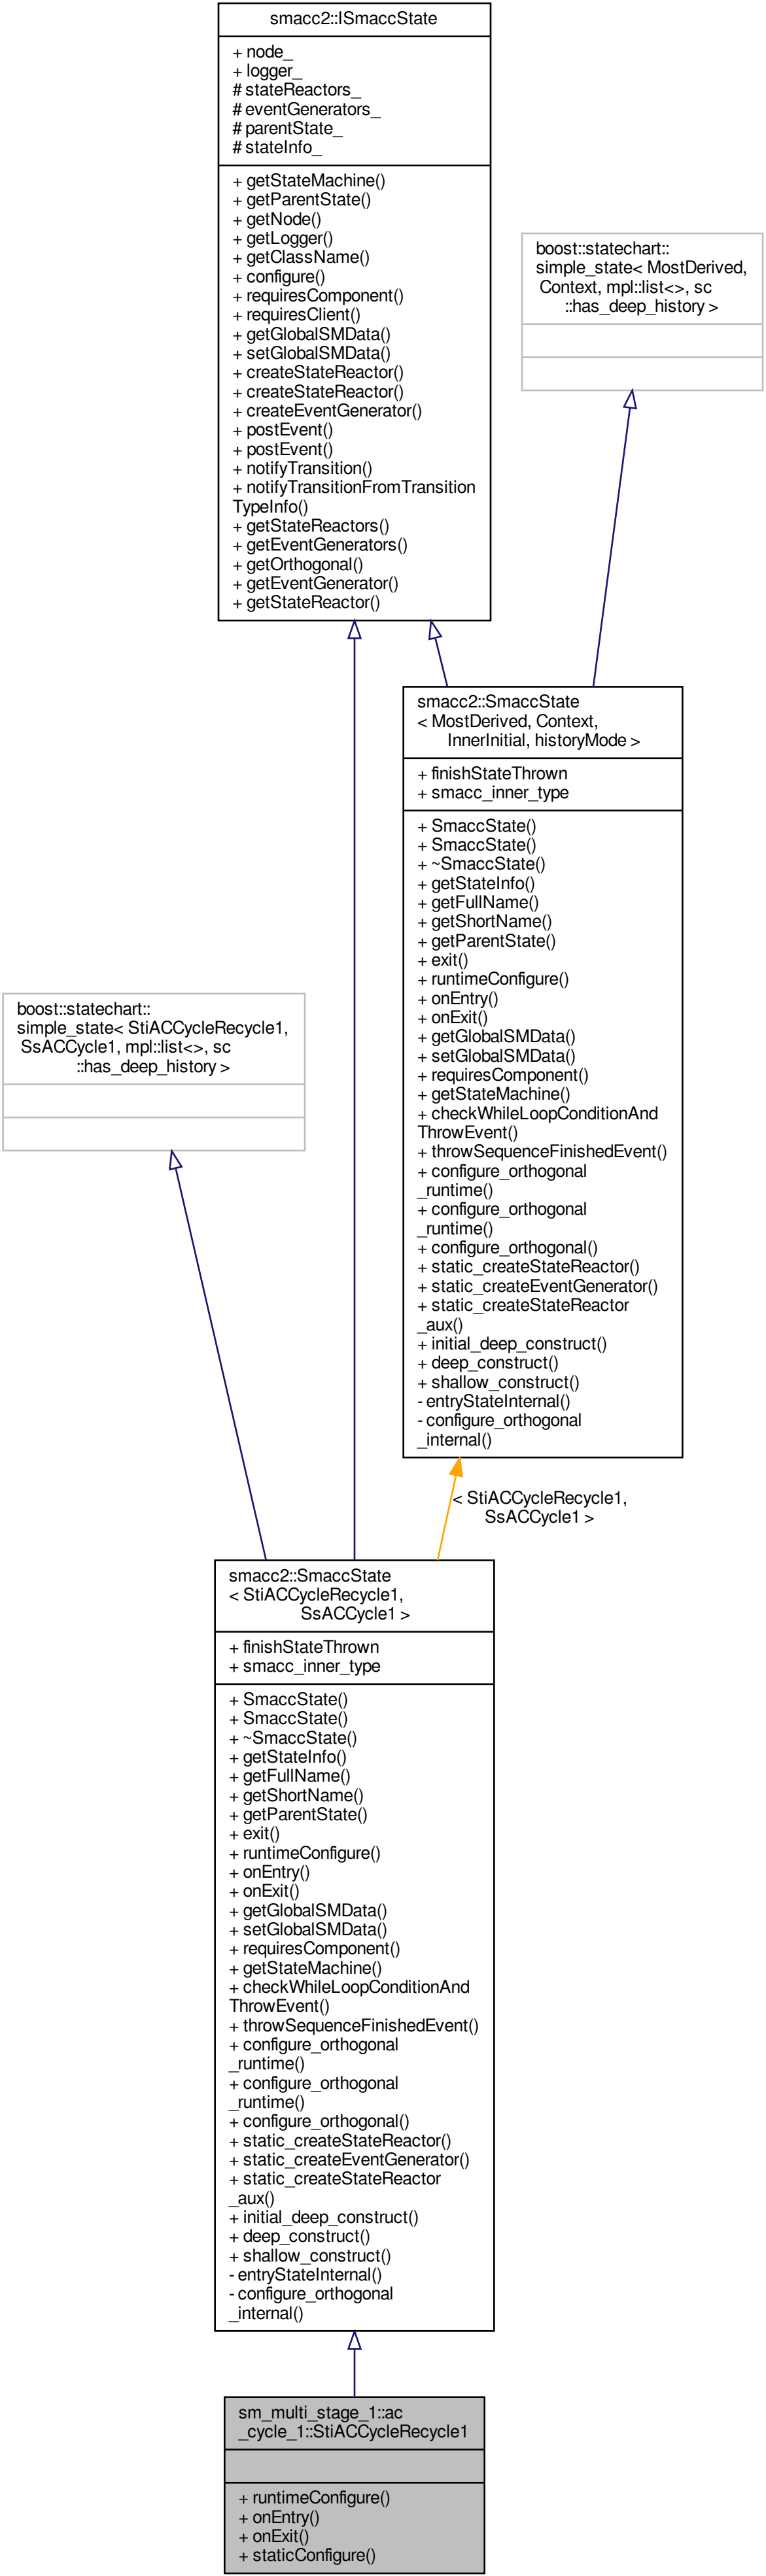 smacc2::ISmaccState
+ node_
+ logger_
# stateReactors_
# eventGenerators_
# parentState_
# stateInfo_
+ getStateMachine()
+ getParentState()
+ getNode()
+ getLogger()
+ getClassName()
+ configure()
+ requiresComponent()
+ requiresClient()
+ getGlobalSMData()
+ setGlobalSMData()
+ createStateReactor()
+ createStateReactor()
+ createEventGenerator()
+ postEvent()
+ postEvent()
+ notifyTransition()
+ notifyTransitionFromTransition
TypeInfo()
+ getStateReactors()
+ getEventGenerators()
+ getOrthogonal()
+ getEventGenerator()
+ getStateReactor()
boost::statechart::
simple_state< MostDerived,
Context, mpl::list<>, sc
::has_deep_history >
smacc2::SmaccState
< MostDerived, Context,
InnerInitial, historyMode >
+ finishStateThrown
+ smacc_inner_type
+ SmaccState()
+ SmaccState()
+ ~SmaccState()
+ getStateInfo()
+ getFullName()
+ getShortName()
+ getParentState()
+ exit()
+ runtimeConfigure()
+ onEntry()
+ onExit()
+ getGlobalSMData()
+ setGlobalSMData()
+ requiresComponent()
+ getStateMachine()
+ checkWhileLoopConditionAnd
ThrowEvent()
+ throwSequenceFinishedEvent()
+ configure_orthogonal
_runtime()
+ configure_orthogonal
_runtime()
+ configure_orthogonal()
+ static_createStateReactor()
+ static_createEventGenerator()
+ static_createStateReactor
_aux()
+ initial_deep_construct()
+ deep_construct()
+ shallow_construct()
- entryStateInternal()
- configure_orthogonal
_internal()
boost::statechart::
simple_state< StiACCycleRecycle1,
SsACCycle1, mpl::list<>, sc
::has_deep_history >
< StiACCycleRecycle1,
SsACCycle1 >
smacc2::SmaccState
< StiACCycleRecycle1,
SsACCycle1 >
+ finishStateThrown
+ smacc_inner_type
+ SmaccState()
+ SmaccState()
+ ~SmaccState()
+ getStateInfo()
+ getFullName()
+ getShortName()
+ getParentState()
+ exit()
+ runtimeConfigure()
+ onEntry()
+ onExit()
+ getGlobalSMData()
+ setGlobalSMData()
+ requiresComponent()
+ getStateMachine()
+ checkWhileLoopConditionAnd
ThrowEvent()
+ throwSequenceFinishedEvent()
+ configure_orthogonal
_runtime()
+ configure_orthogonal
_runtime()
+ configure_orthogonal()
+ static_createStateReactor()
+ static_createEventGenerator()
+ static_createStateReactor
_aux()
+ initial_deep_construct()
+ deep_construct()
+ shallow_construct()
- entryStateInternal()
- configure_orthogonal
_internal()
sm_multi_stage_1::ac
_cycle_1::StiACCycleRecycle1
+ runtimeConfigure()
+ onEntry()
+ onExit()
+ staticConfigure()